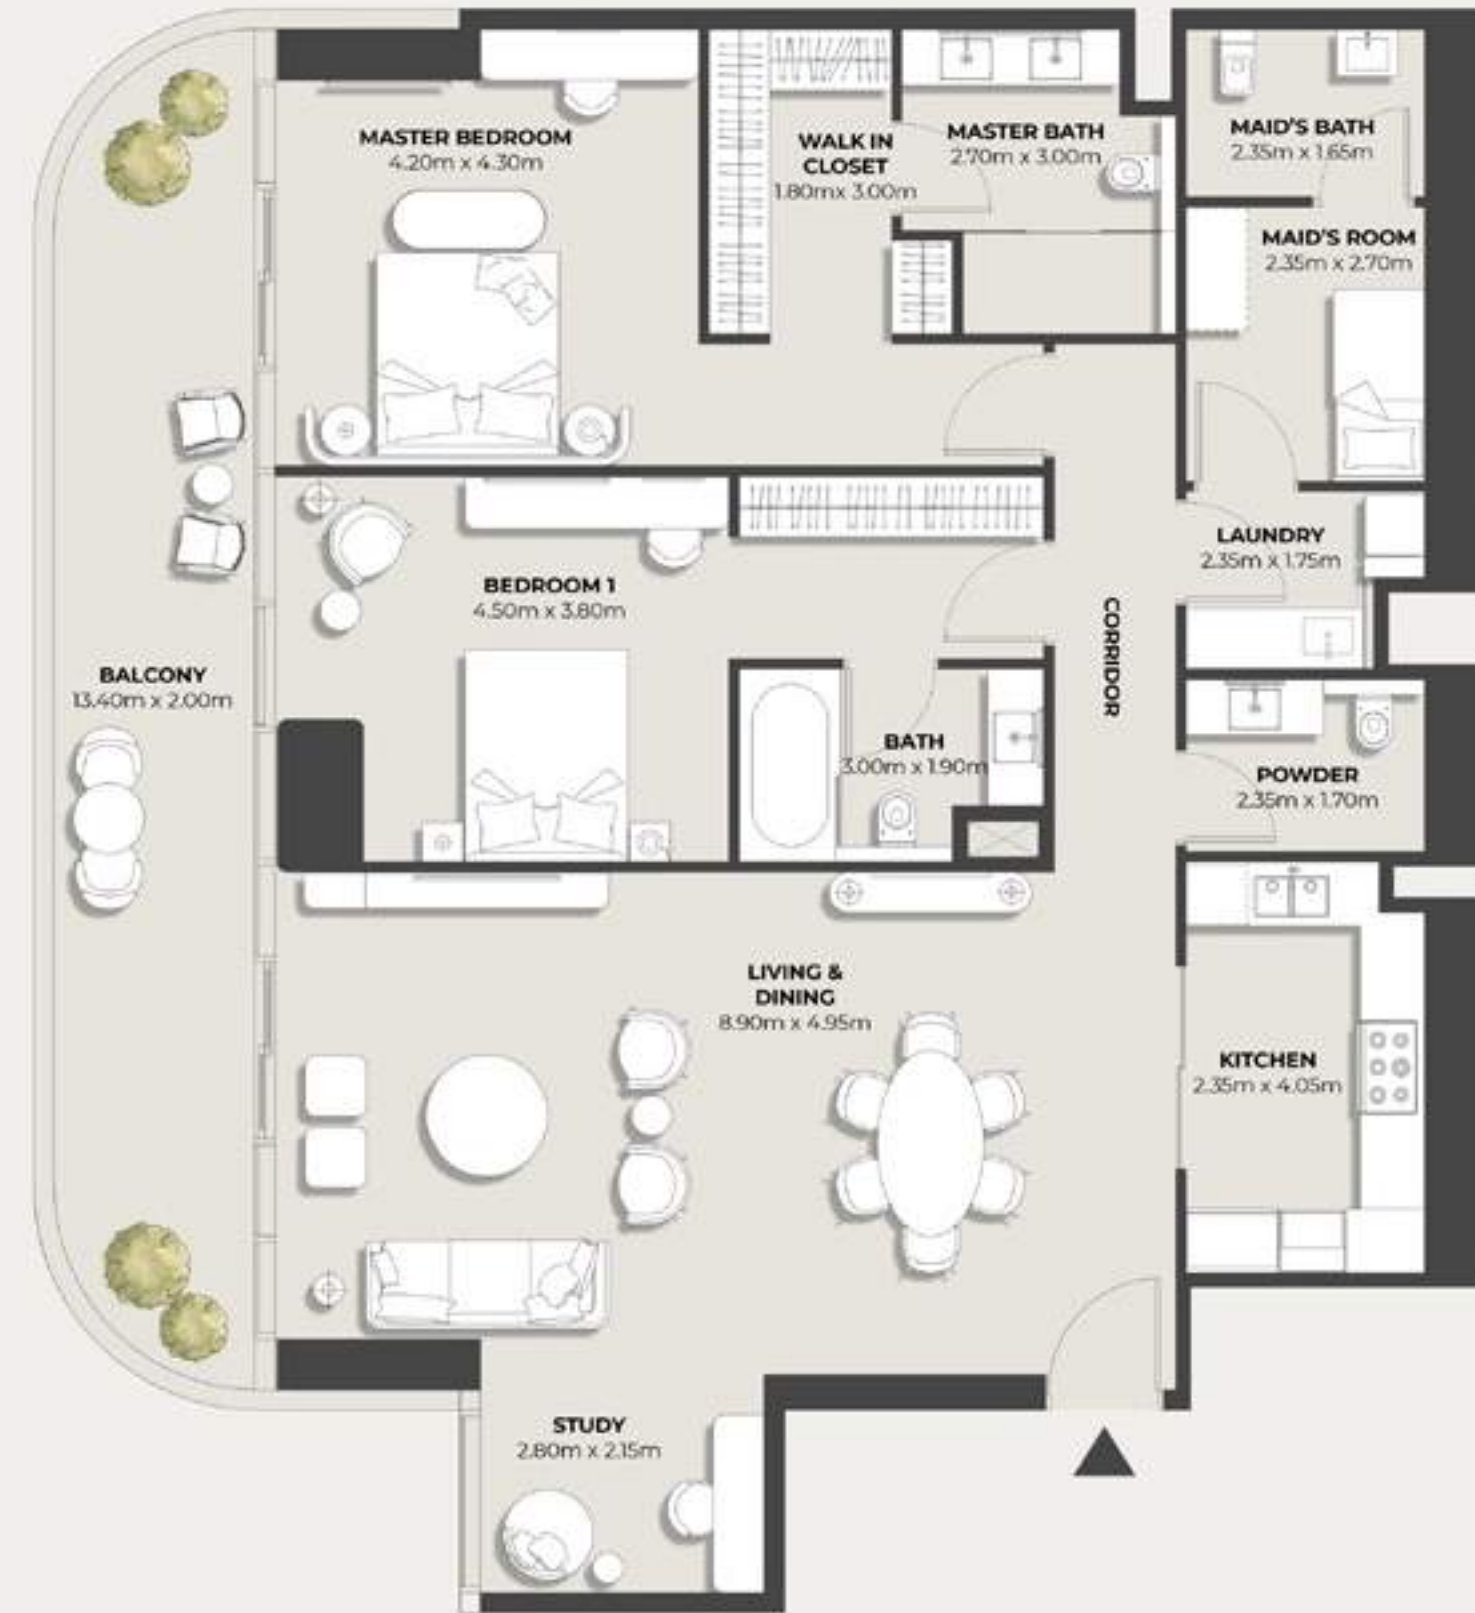 MASTER BEDROOM
4.20m x 4.30m
WALK IN
CLOSET
1.80mx 3.00m
MASTER BATH
2.70m x 3.00m
MAID'S BATH
2.35m x 1.65m
MAID'S ROOM
2.35m x 2.70m
LAUNDRY
2.35m x 1.75m
BEDROOM 1
4.50m x 3.80m
CORRIDOR
BALCONY
13.40m x 2.00m
BATH
3.00m x 1.90m
POWDER
2.35m x 1.70m
LIVING &
DINING
8.90m x 4.95m
KITCHEN
2.35m x 4.05m
STUDY
2.80m x 2.15m